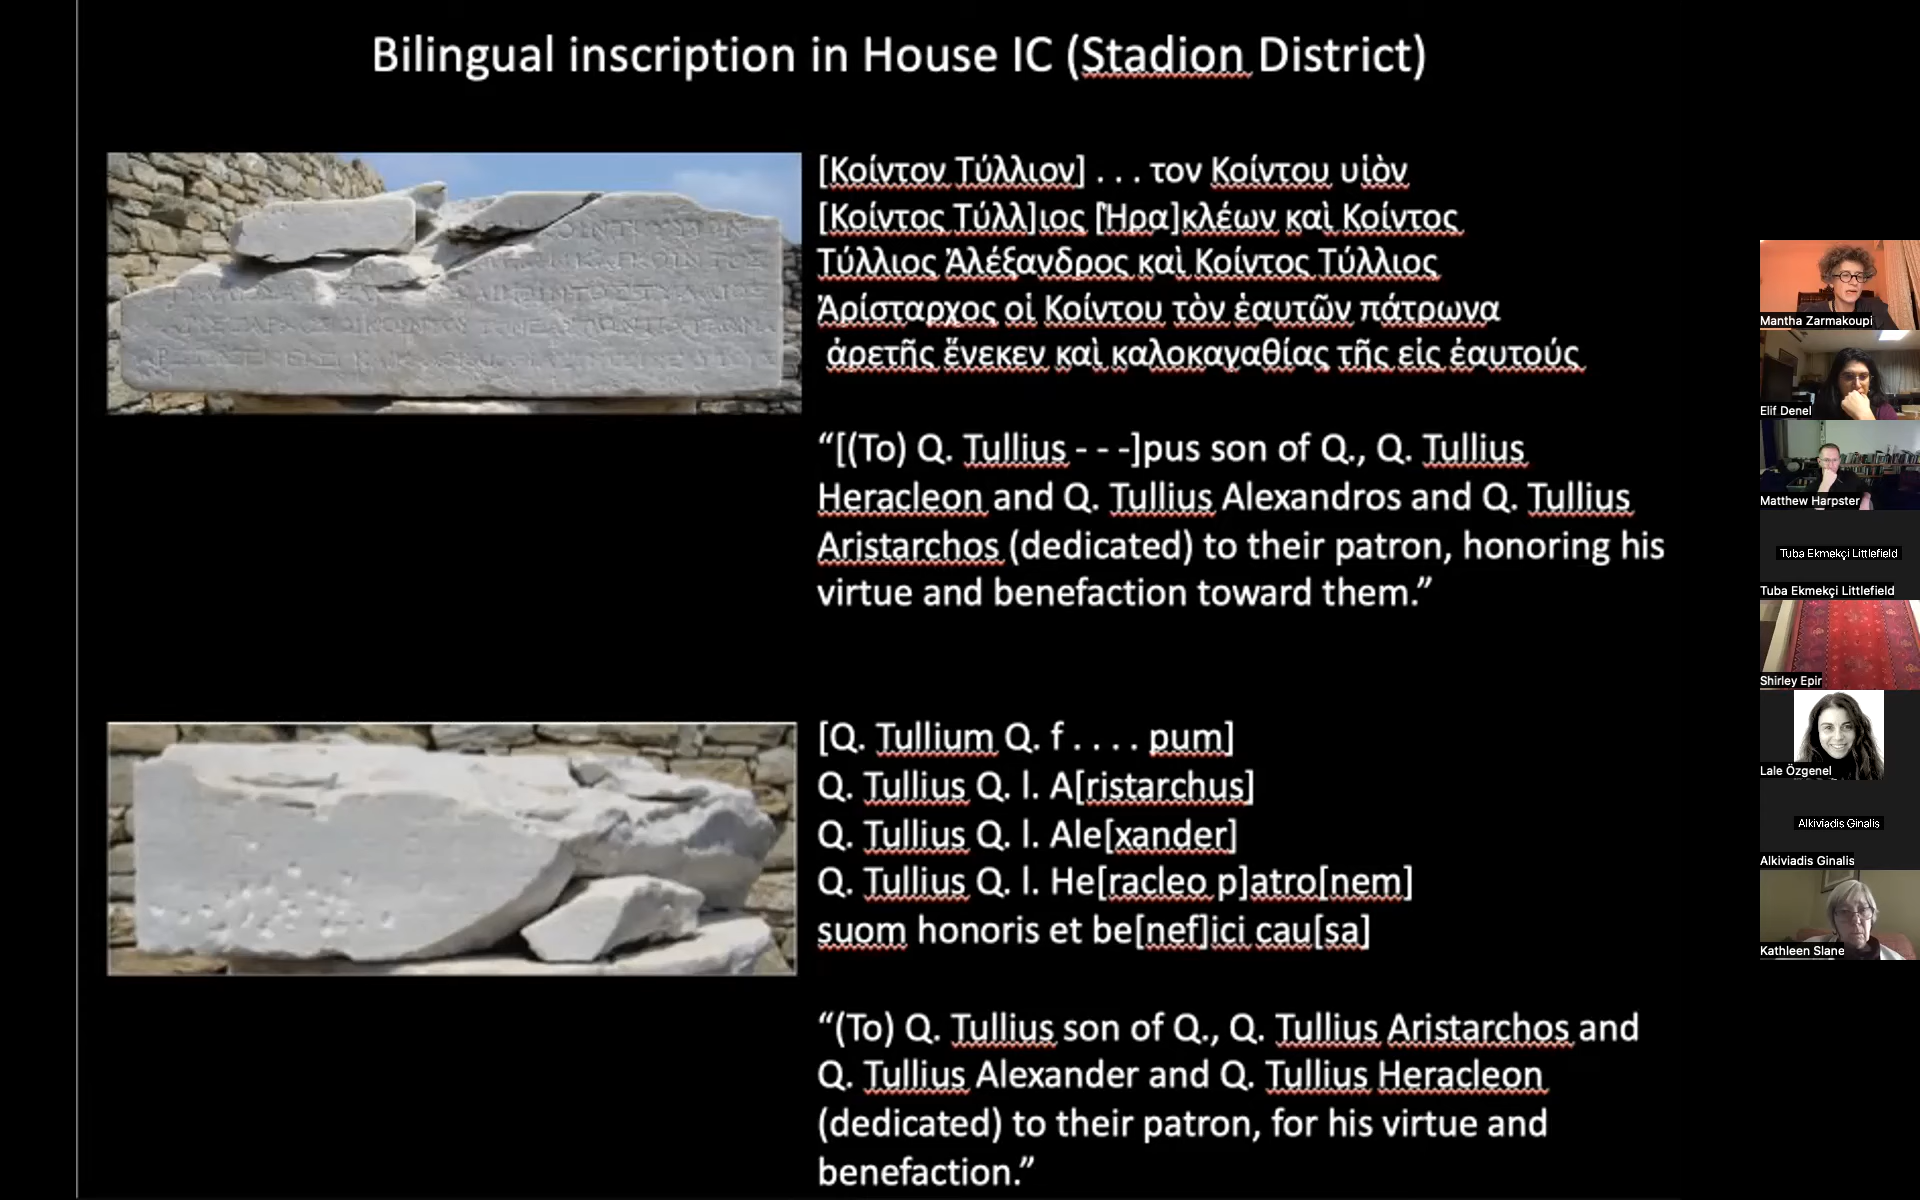 Bilingual inscription in House IC (Stadion District)
[Κοίντον Τύλλιον] . . . τον Κοίντου υἱὸν
[Κοίντος Τύλλ]ιος [Ἡρα]κλέων καὶ Κοίντος
Τύλλιος Ἀλέξανδρος καὶ Κοίντος Τύλλιος
Ἀρίσταρχος οἱ Κοίντου τὸν ἑαυτῶν πάτρωνα
ἀρετῆς ἕνεκεν καὶ καλοκαγαθίας τῆς εἰς ἑαυτούς
“[(To) Q. Tullius - - -]pus son of Q., Q. Tullius
Heracleon and Q. Tullius Alexandros and Q. Tullius
Aristarchos (dedicated) to their patron, honoring his
virtue and benefaction toward them.”
[Q. Tullium Q. f . . . . pum]
Q. Tullius Q. l. A[ristarchus]
Q. Tullius Q. l. Ale[xander]
Q. Tullius Q. l. He[racleo p]atro[nem]
suom honoris et be[nef]ici cau[sa]
“(To) Q. Tullius son of Q., Q. Tullius Aristarchos and
Q. Tullius Alexander and Q. Tullius Heracleon
(dedicated) to their patron, for his virtue and
benefaction.”
Mantha Zarmakoupi
Elif Denel
Matthew Harpster
Tuba Ekmekçi Littlefield
Tuba Ekmekçi Littlefield
Shirley Epir
Lale Özgenel
Alkiviadis Ginalis
Alkiviadis Ginalis
Kathleen Slane